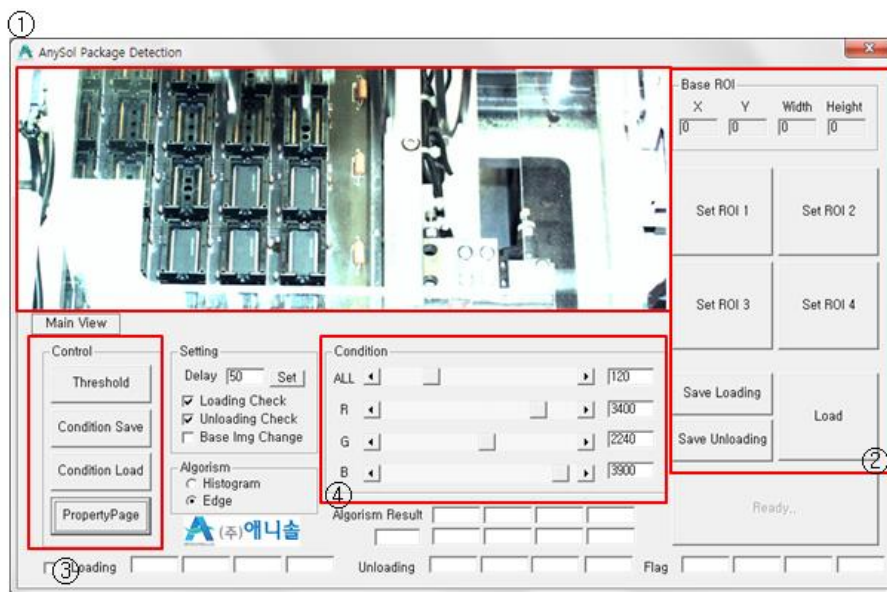 ①
AnySol Package Detection
Base ROI
X Y Width Height
0 0 0 0
Set ROI 1 Set ROI 2
Set ROI 3 Set ROI 4
Save Loading
Save Unloading
Load
②
Ready..
Main View
Control
Threshold
Condition Save
Condition Load
PropertyPage
③
Setting
Delay 50 Set
Loading Check
Unloading Check
Base Img Change
Algorism
Histogram
Edge
(주)애니솔
Condition
ALL 120
R 3400
G 2240
B 3900
④
Algorism Result
Loading Unloading Flag